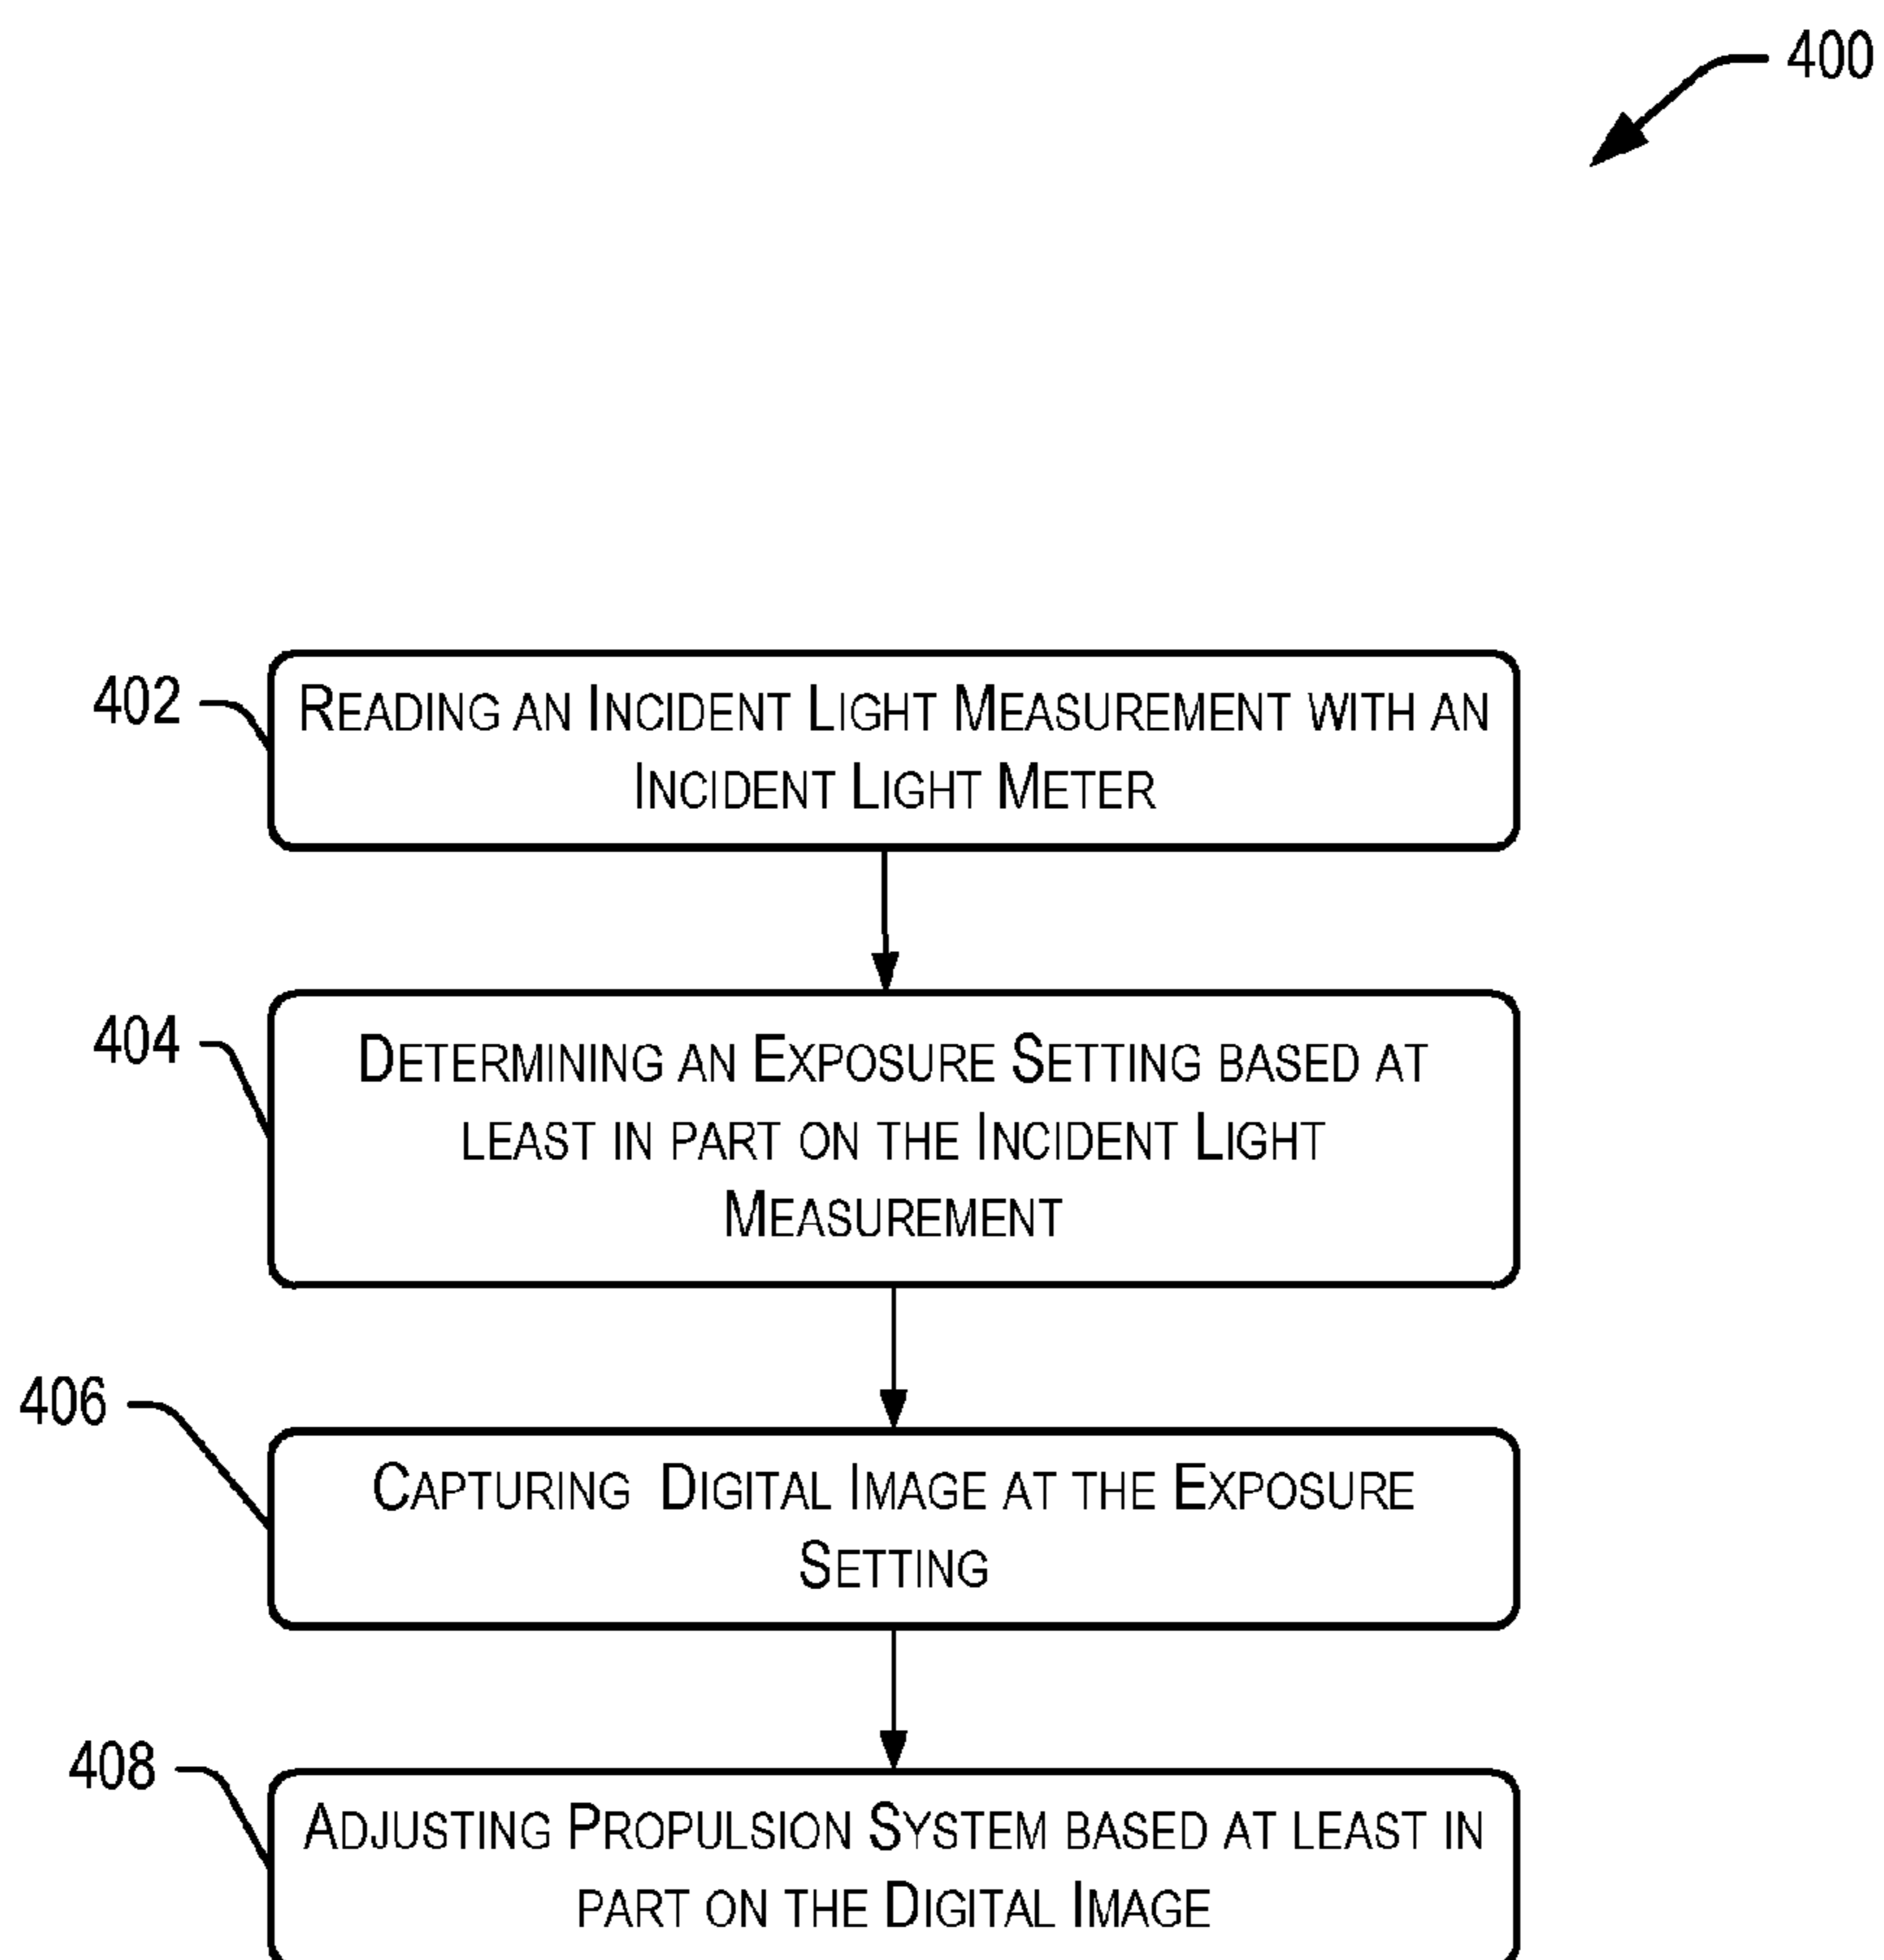 400
402
READING AN INCIDENT LIGHT MEASUREMENT WITH AN
INCIDENT LIGHT METER
404
DETERMINING AN EXPOSURE SETTING BASED AT
LEAST IN PART ON THE INCIDENT LIGHT
MEASUREMENT
406
CAPTURING DIGITAL IMAGE AT THE EXPOSURE
SETTING
408
ADJUSTING PROPULSION SYSTEM BASED AT LEAST IN
PART ON THE DIGITAL IMAGE